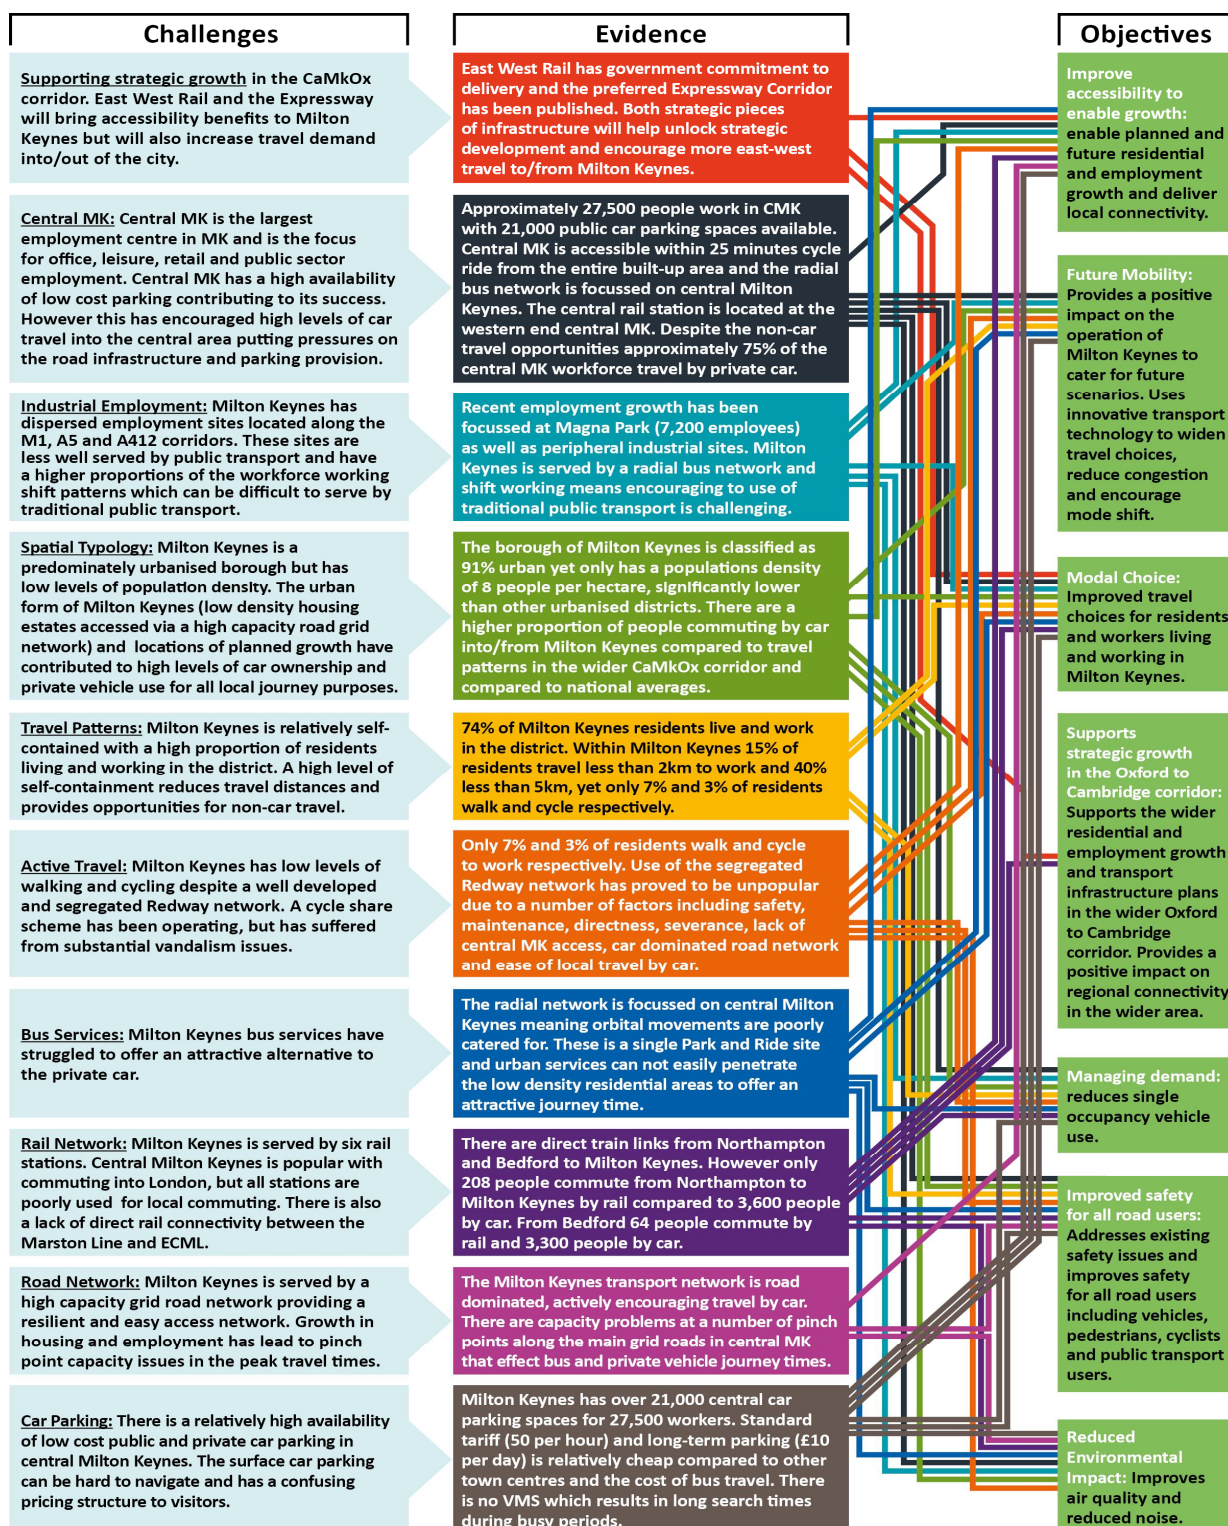 Challenges
Supporting strategic growth in the CaMkOx
corridor. East West Rail and the Expressway
will bring accessibility benefits to Milton
Keynes but will also increase travel demand
into/out of the city.
Central MK: Central MK is the largest
employment centre in MK and is the focus
for office, leisure, retail and public sector
employment. Central MK has a high availability
of low cost parking contributing to its success.
However this has encouraged high levels of car
travel into the central area putting pressures on
the road infrastructure and parking provision.
Industrial Employment: Milton Keynes has
dispersed employment sites located along the
M1, A5 and A412 corridors. These sites are
less well served by public transport and have
a higher proportions of the workforce working
shift patterns which can be difficult to serve by
traditional public transport.
Spatial Typology: Milton Keynes is a
predominately urbanised borough but has
low levels of population density. The urban
form of Milton Keynes (low density housing
estates accessed via a high capacity road grid
network) and locations of planned growth have
contributed to high levels of car ownership and
private vehicle use for all local journey purposes.
Travel Patterns: Milton Keynes is relatively self-
contained with a high proportion of residents
living and working in the district. A high level of
self-containment reduces travel distances and
provides opportunities for non-car travel.
Active Travel: Milton Keynes has low levels of
walking and cycling despite a well developed
and segregated Redway network. A cycle share
scheme has been operating, but has suffered
from substantial vandalism issues.
Bus Services: Milton Keynes bus services have
struggled to offer an attractive alternative to
the private car.
Rail Network: Milton Keynes is served by six rail
stations. Central Milton Keynes is popular with
commuting into London, but all stations are
poorly used for local commuting. There is also
a lack of direct rail connectivity between the
Marston Line and ECML.
Road Network: Milton Keynes is served by a
high capacity grid road network providing a
resilient and easy access network. Growth in
housing and employment has lead to pinch
point capacity issues in the peak travel times.
Car Parking: There is a relatively high availability
of low cost public and private car parking in
central Milton Keynes. The surface car parking
can be hard to navigate and has a confusing
pricing structure to visitors.
Evidence
East West Rail has government commitment to
delivery and the preferred Expressway Corridor
has been published. Both strategic pieces
of infrastructure will help unlock strategic
development and encourage more east-west
travel to/from Milton Keynes.
Approximately 27,500 people work in CMK
with 21,000 public car parking spaces available.
Central MK is accessible within 25 minutes cycle
ride from the entire built-up area and the radial
bus network is focussed on central Milton
Keynes. The central rail station is located at the
western end central MK. Despite the non-car
travel opportunities approximately 75% of the
central MK workforce travel by private car.
Recent employment growth has been
focussed at Magna Park (7,200 employees)
as well as peripheral industrial sites. Milton
Keynes is served by a radial bus network and
shift working means encouraging to use of
traditional public transport is challenging.
The borough of Milton Keynes is classified as
91% urban yet only has a populations density
of 8 people per hectare, significantly lower
than other urbanised districts. There are a
higher proportion of people commuting by car
into/from Milton Keynes compared to travel
patterns in the wider CaMkOx corridor and
compared to national averages.
74% of Milton Keynes residents live and work
in the district. Within Milton Keynes 15% of
residents travel less than 2km to work and 40%
less than 5km, yet only 7% and 3% of residents
walk and cycle respectively.
Only 7% and 3% of residents walk and cycle
to work respectively. Use of the segregated
Redway network has proved to be unpopular
due to a number of factors including safety,
maintenance, directness, severance, lack of
central MK access, car dominated road network
and ease of local travel by car.
The radial network is focussed on central Milton
Keynes meaning orbital movements are poorly
catered for. These is a single Park and Ride site
and urban services can not easily penetrate
the low density residential areas to offer an
attractive journey time.
There are direct train links from Northampton
and Bedford to Milton Keynes. However only
208 people commute from Northampton to
Milton Keynes by rail compared to 3,600 people
by car. From Bedford 64 people commute by
rail and 3,300 people by car.
The Milton Keynes transport network is road
dominated, actively encouraging travel by car.
There are capacity problems at a number of pinch
points along the main grid roads in central MK
that effect bus and private vehicle journey times.
Milton Keynes has over 21,000 central car
parking spaces for 27,500 workers. Standard
tariff (50 per hour) and long-term parking (£10
per day) is relatively cheap compared to other
town centres and the cost of bus travel. There
is no VMS which results in long search times
during busy periods.
Objectives
Improve
accessibility to
enable growth:
enable planned and
future residential
and employment
growth and deliver
local connectivity.
Future Mobility:
Provides a positive
impact on the
operation of
Milton Keynes to
cater for future
scenarios. Uses
innovative transport
technology to widen
travel choices,
reduce congestion
and encourage
mode shift.
Modal Choice:
Improved travel
choices for residents
and workers living
and working in
Milton Keynes.
Supports
strategic growth
in the Oxford to
Cambridge corridor:
Supports the wider
residential and
employment growth
and transport
infrastructure plans
in the wider Oxford
to Cambridge
corridor. Provides a
positive impact on
regional connectivity
in the wider area.
Managing demand:
reduces single
occupancy vehicle
use.
Improved safety
for all road users:
Addresses existing
safety issues and
improves safety
for all road users
including vehicles,
pedestrians, cyclists
and public transport
users.
Reduced
Environmental
Impact: Improves
air quality and
reduced noise.